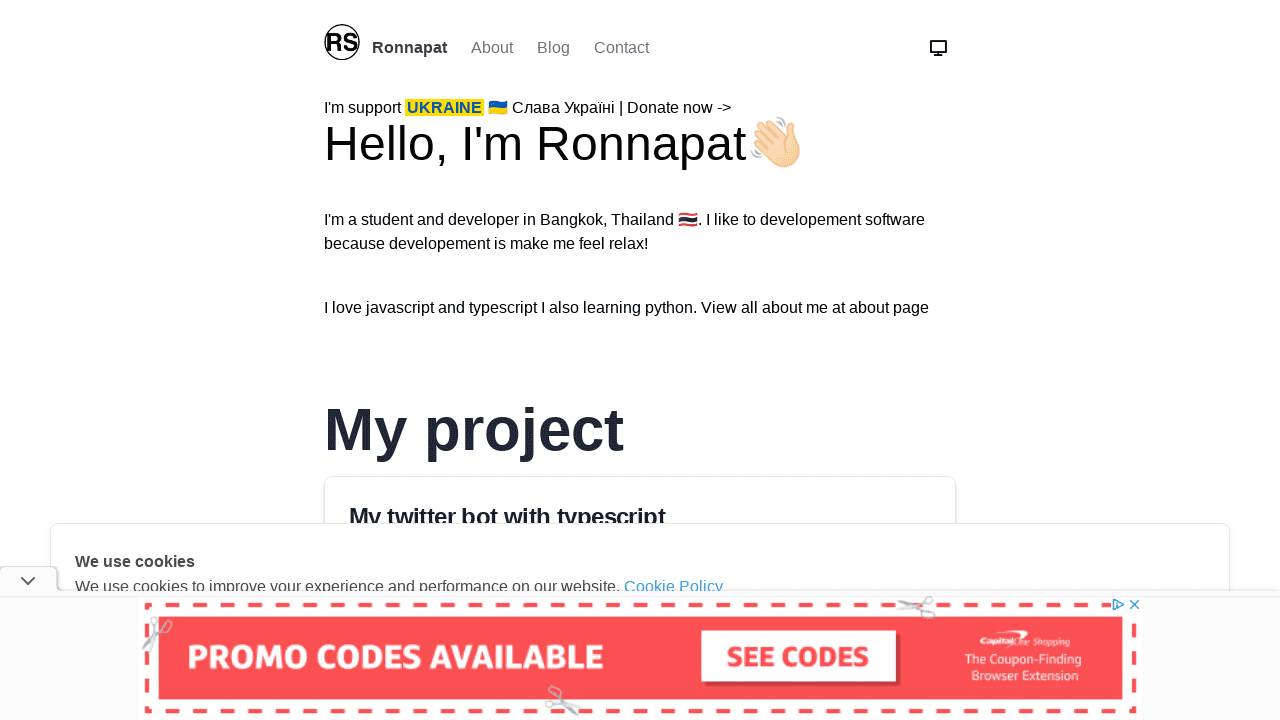 RS Ronnapat About Blog Contact
I'm support UKRAINE 🇺🇦 Слава Україні | Donate now ->
Hello, I'm Ronnapat👋🏻
I'm a student and developer in Bangkok, Thailand 🇹🇭. I like to developement software
because developement is make me feel relax!
I love javascript and typescript I also learning python. View all about me at about page
My project
My twitter bot with typescript
We use cookies
We use cookies to improve your experience and performance on our website. Cookie Policy
PROMO CODES AVAILABLE
SEE CODES
Capital One Shopping
The Coupon-Finding
Browser Extension